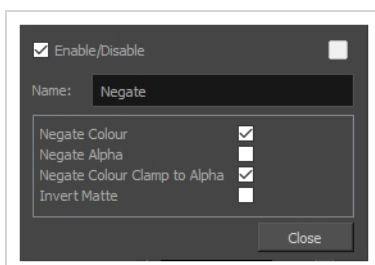 Enable/Disable
Name: Negate
Negate Colour
Negate Alpha
Negate Colour Clamp to Alpha
Invert Matte
Close